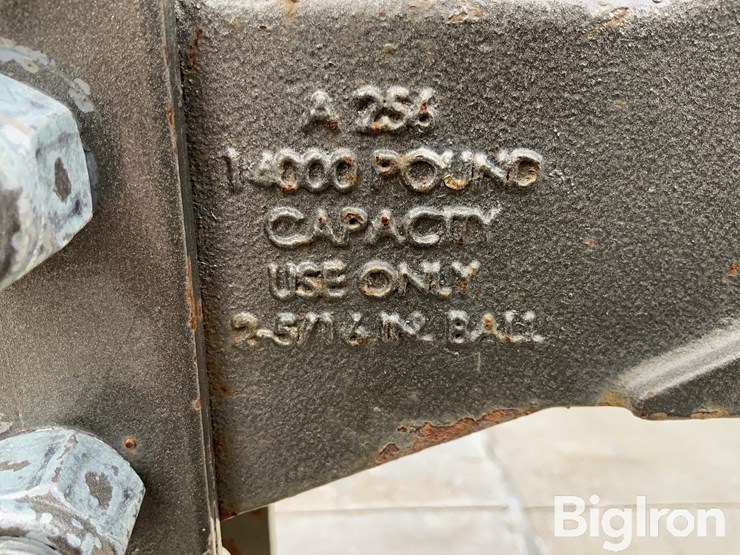 A 256
14000 POUND
CAPACITY
USE ONLY
2-5/16 IN. BALL
BigIron